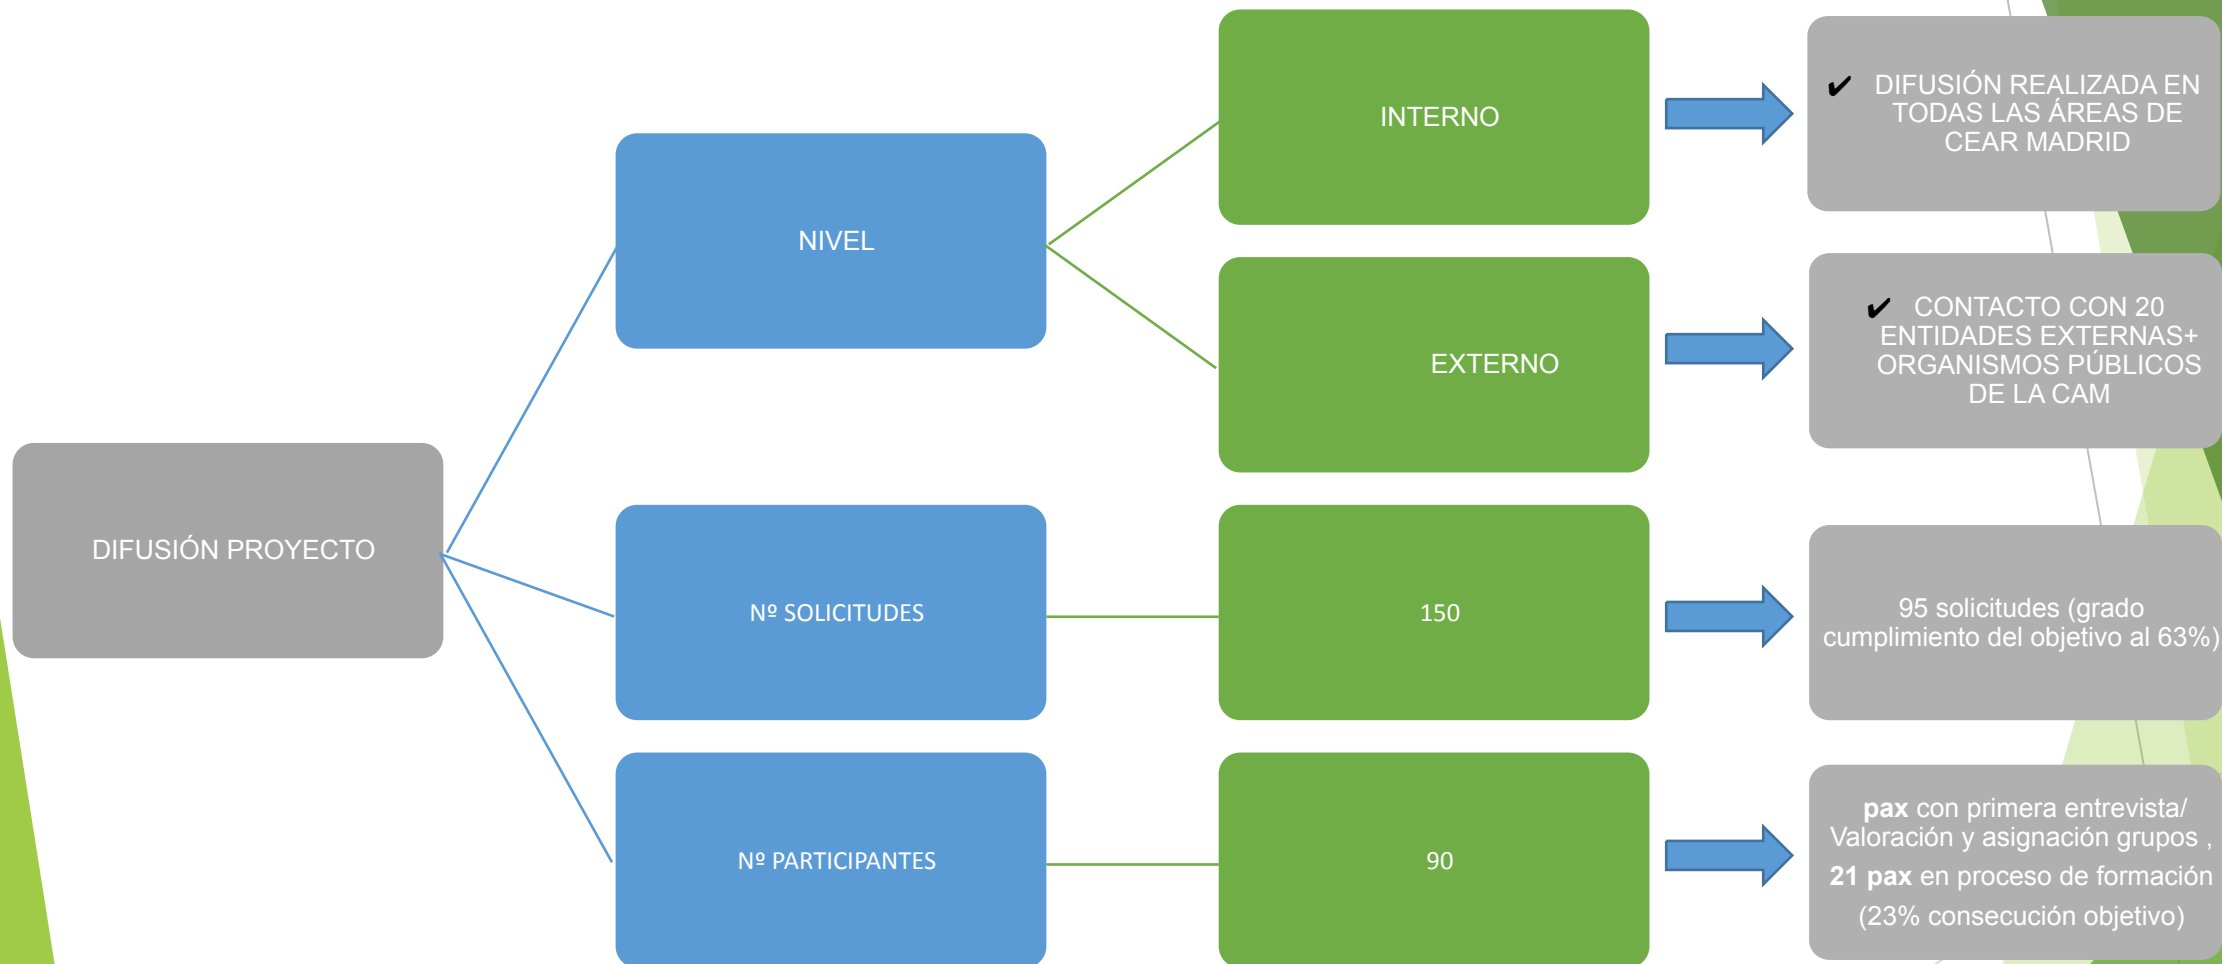 DIFUSIÓN PROYECTO
NIVEL
INTERNO
✔ DIFUSIÓN REALIZADA EN
TODAS LAS ÁREAS DE
CEAR MADRID
EXTERNO
✔ CONTACTO CON 20
ENTIDADES EXTERNAS+
ORGANISMOS PÚBLICOS
DE LA CAM
Nº SOLICITUDES
150
95 solicitudes (grado
cumplimiento del objetivo al 63%)
Nº PARTICIPANTES
90
pax con primera entrevista/
Valoración y asignación grupos ,
21 pax en proceso de formación
(23% consecución objetivo)